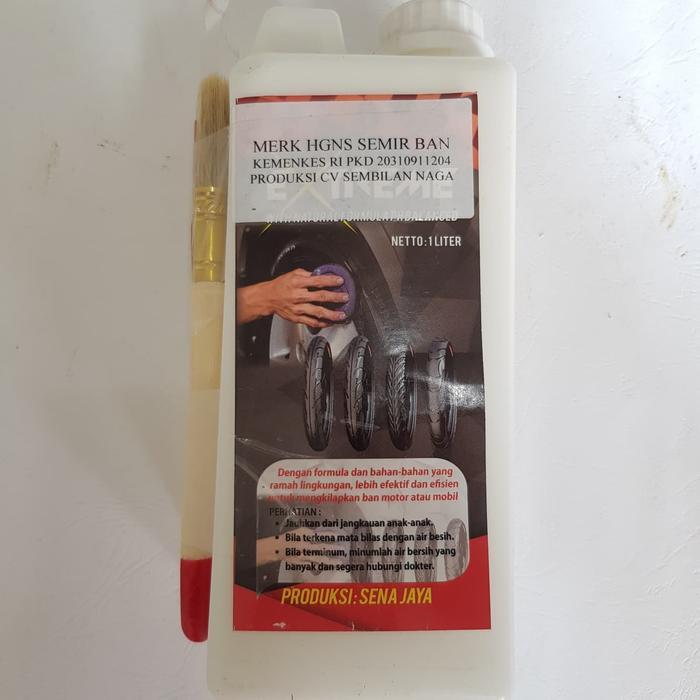 MERK HGNS SEMIR BAN
KEMENKES RI PKD 20310911204
PRODUKSI CV SEMBILAN NAGA
EXTREME
NETTO : 1 LITER
Dengan formula dan bahan-bahan yang
ramah lingkungan, lebih efektif dan efisien
untuk mengkilapkan ban motor atau mobil
PERHATIAN :
• Jauhkan dari jangkauan anak-anak.
• Bila terkena mata bilas dengan air besih.
• Bila terminum, minumlah air bersih yang
banyak dan segera hubungi dokter.
PRODUKSI : SENA JAYA